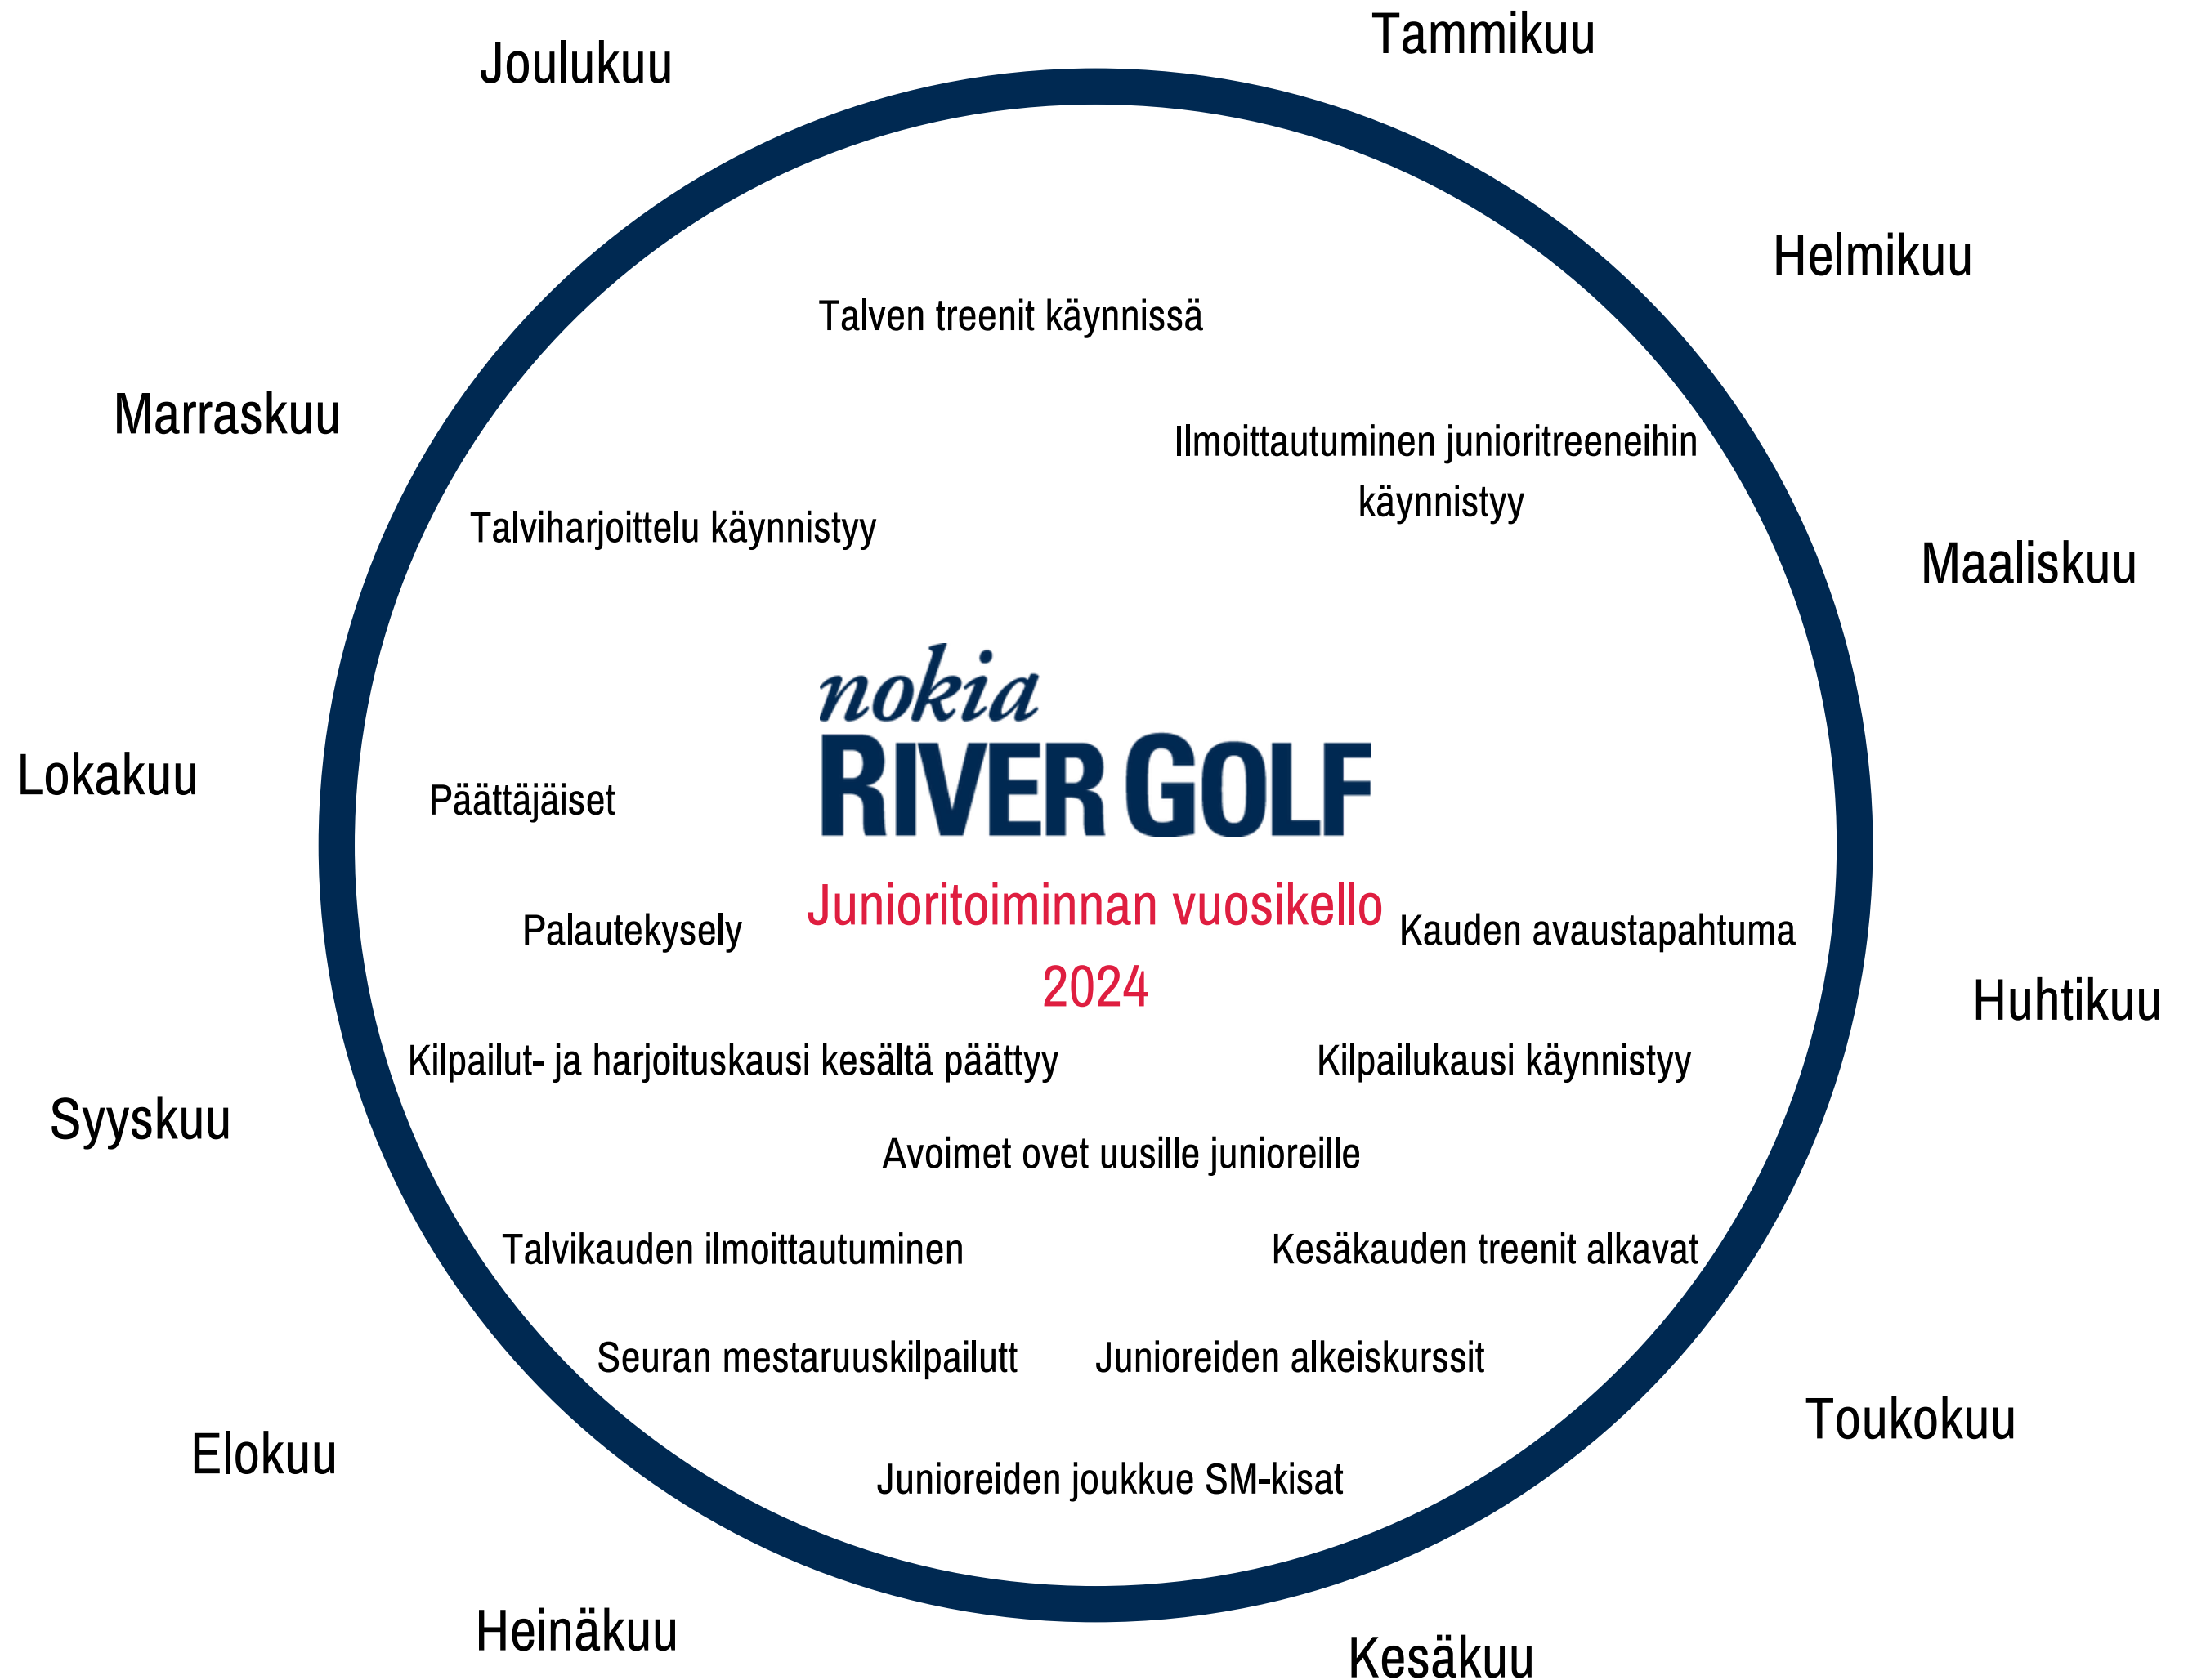 Tammikuu
Joulukuu
Helmikuu
Talven treenit käynnissä
Marraskuu
Ilmoittautuminen junioritreeneihin
käynnistyy
Talviharjoittelu käynnistyy
Maaliskuu
nokia
RIVER GOLF
Lokakuu
Päättäjäiset
Junioritoiminnan vuosikello
2024
Palautekysely
Kauden avaustapahtuma
Huhtikuu
Kilpailut- ja harjoituskausi kesältä päättyy
Kilpailukausi käynnistyy
Syyskuu
Avoimet ovet uusille junioreille
Talvikauden ilmoittautuminen
Kesäkauden treenit alkavat
Seuran mestaruuskilpailutt
Junioreiden alkeiskurssit
Toukokuu
Elokuu
Junioreiden joukkue SM-kisat
Heinäkuu
Kesäkuu